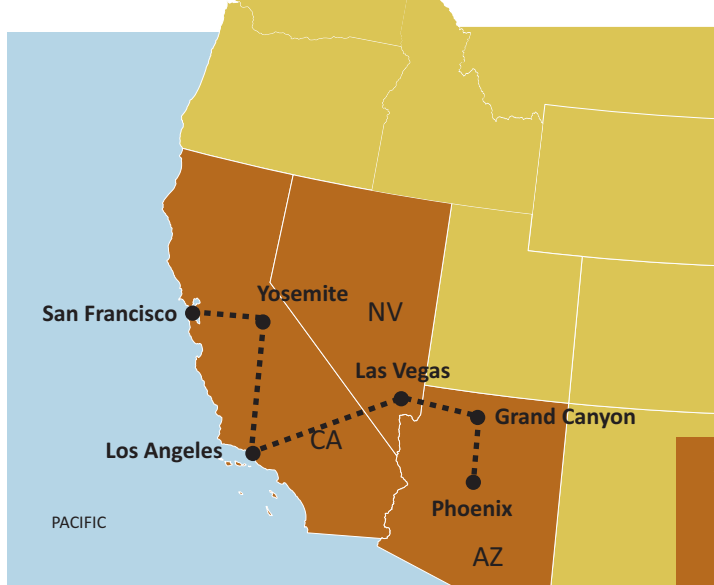 Yosemite
San Francisco
NV
Las Vegas
Grand Canyon
CA
Los Angeles
Phoenix
PACIFIC
AZ